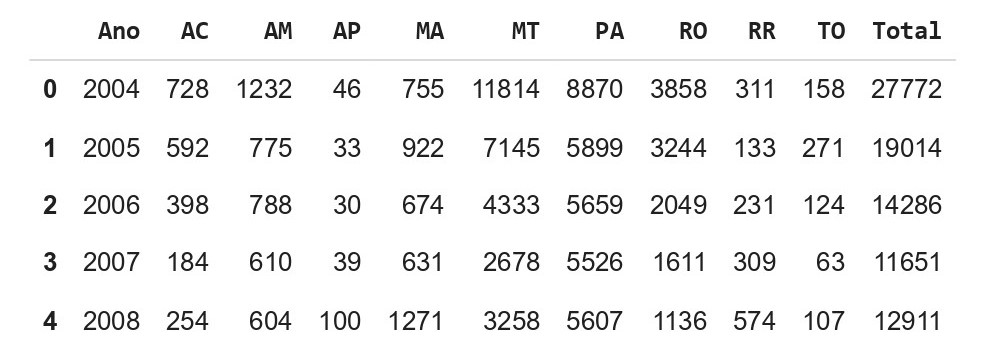 Ano AC AM AP MA MT PA RO RR TO Total
0 2004 728 1232 46 755 11814 8870 3858 311 158 27772
1 2005 592 775 33 922 7145 5899 3244 133 271 19014
2 2006 398 788 30 674 4333 5659 2049 231 124 14286
3 2007 184 610 39 631 2678 5526 1611 309 63 11651
4 2008 254 604 100 1271 3258 5607 1136 574 107 12911